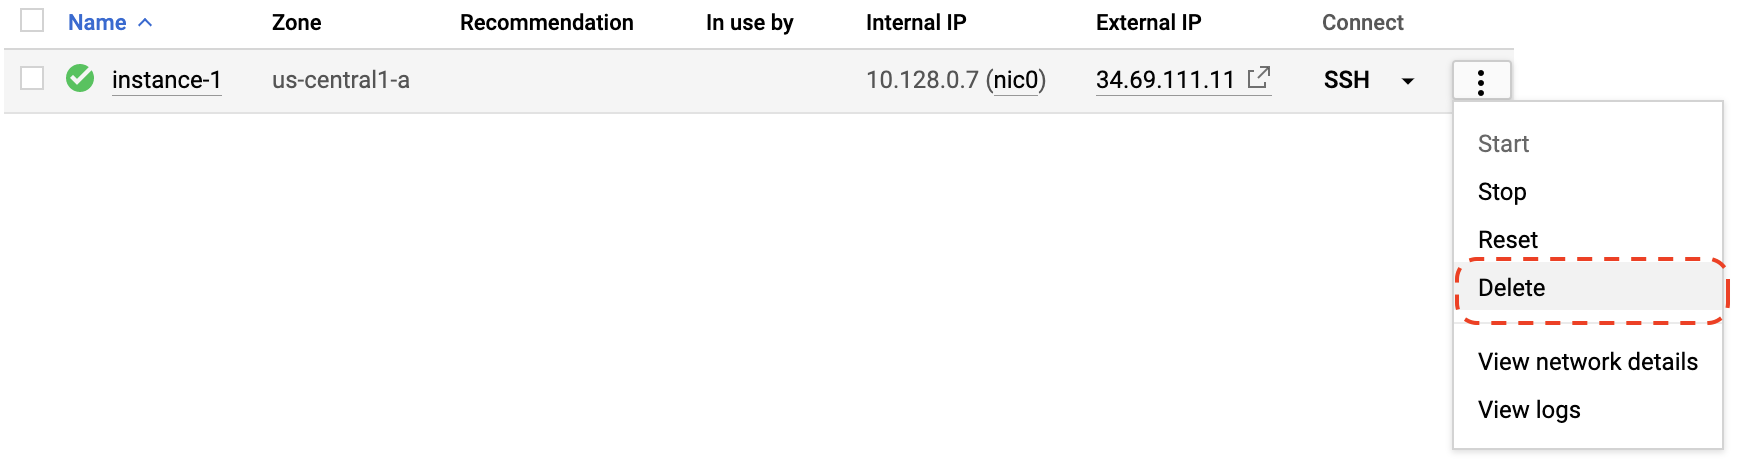 Name Zone Recommendation In use by Internal IP External IP Connect
instance-1 us-central1-a 10.128.0.7 (nic0) 34.69.111.11 SSH
Start
Stop
Reset
Delete
View network details
View logs